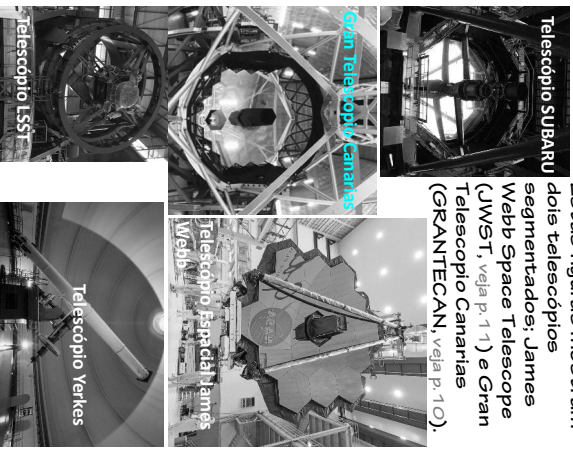 Telescópio SUBARU
dois telescópios
segmentados; James
Webb Space Telescope
(JWST, veja p.11) e Gran
Telescopio Canarias
(GRANTECAN, veja p.10).
Gran Telescopio Canarias
Telescópio Espacial James
Webb
Telescópio LSST
Telescópio Yerkes